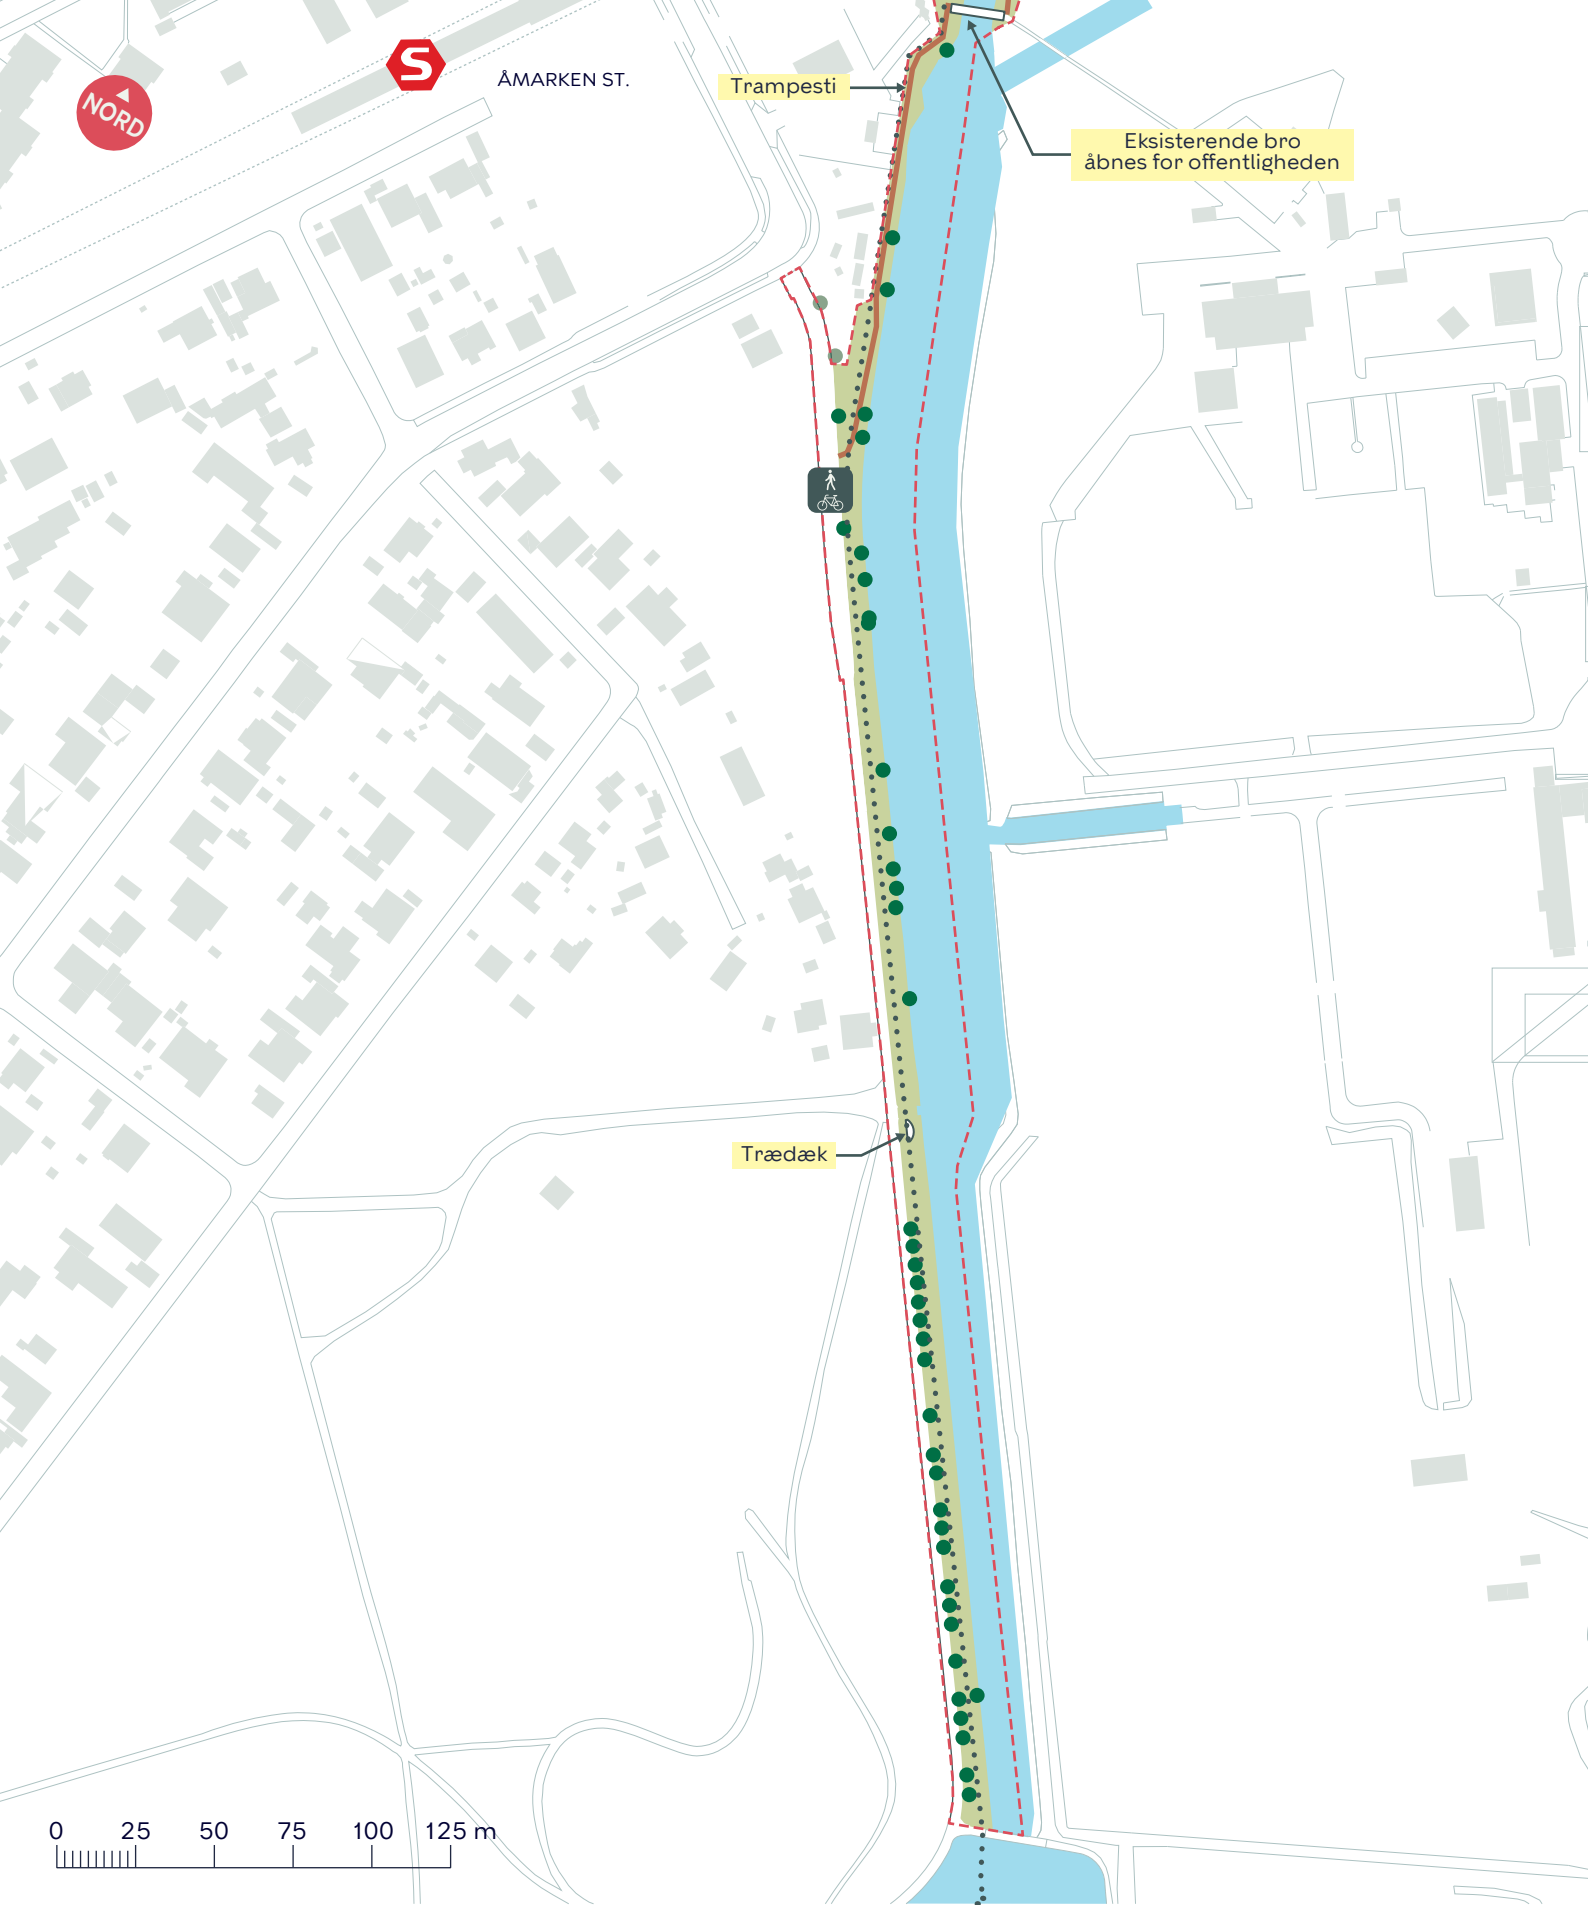 S
ÅMARKEN ST.
NORD
Trampesti
Eksisterende bro
åbnes for offentligheden
Trædæk
0 25 50 75 100 125 m